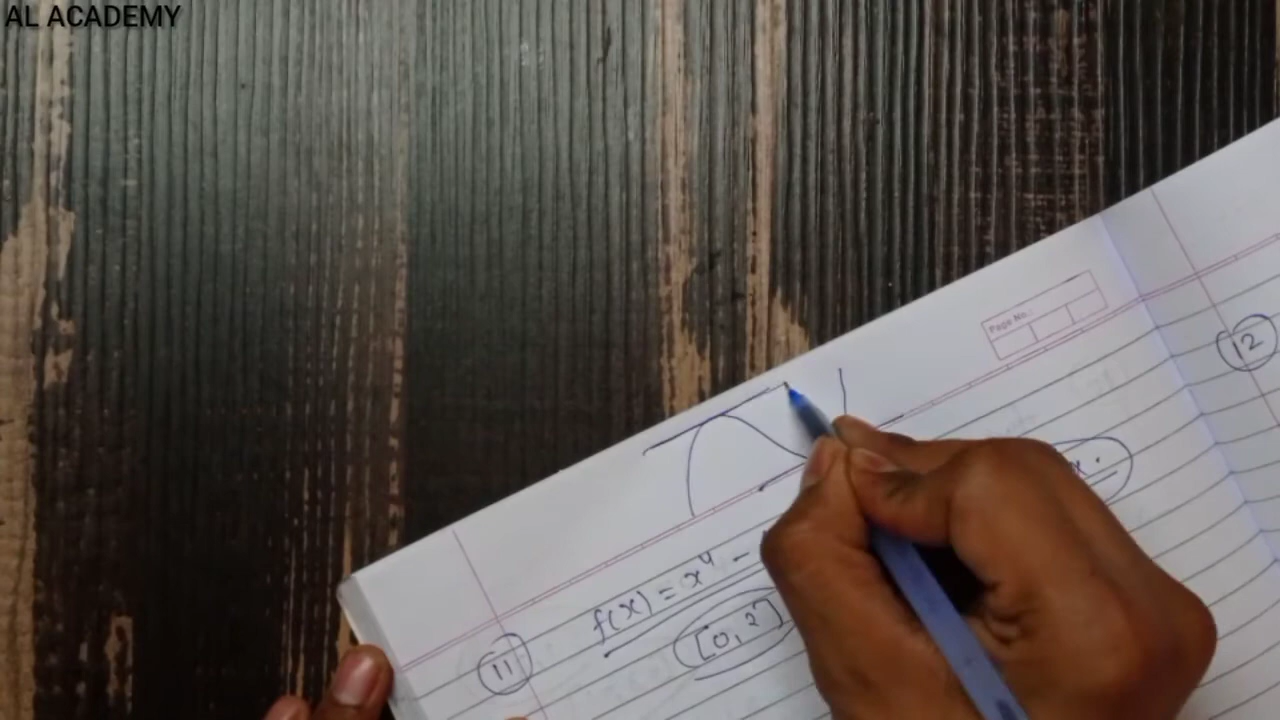 AL ACADEMY
Page No.:
12
x.
11 f(x) = x⁴ -
[0, 2]